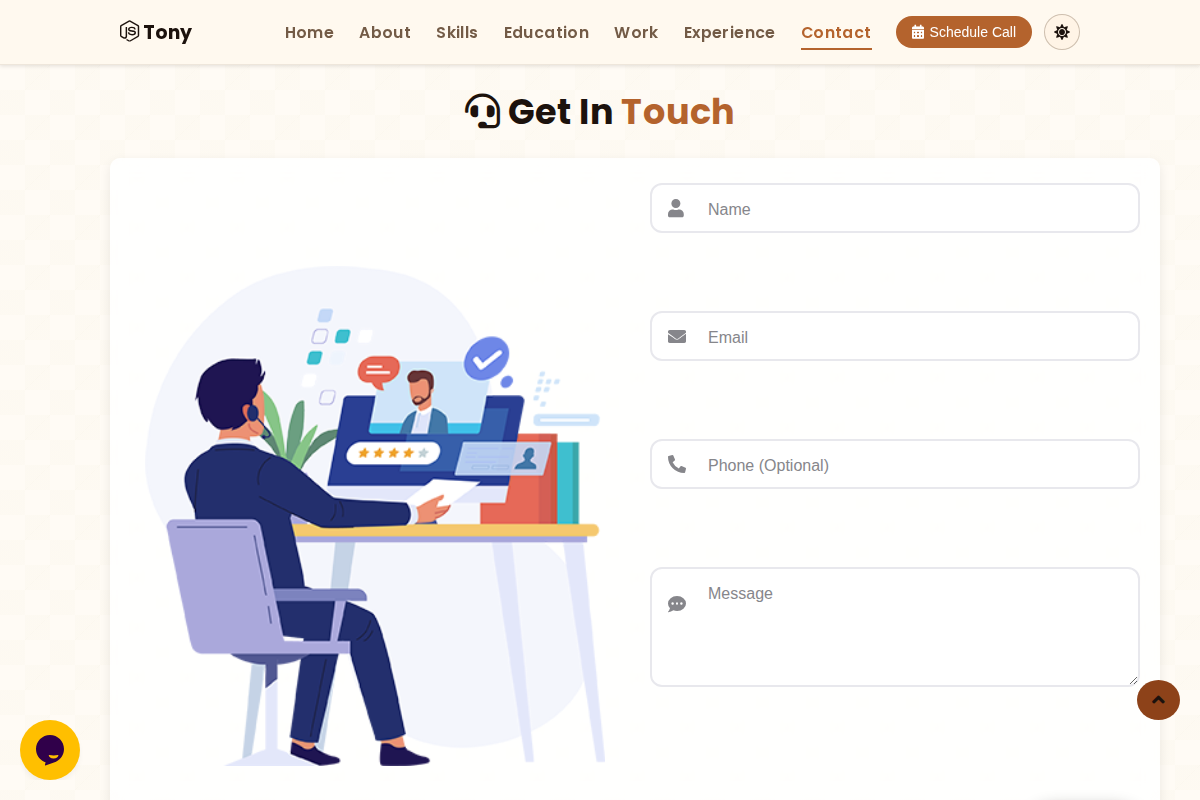 Tony
Home About Skills Education Work Experience Contact Schedule Call
Get In Touch
Name
Email
Phone (Optional)
Message